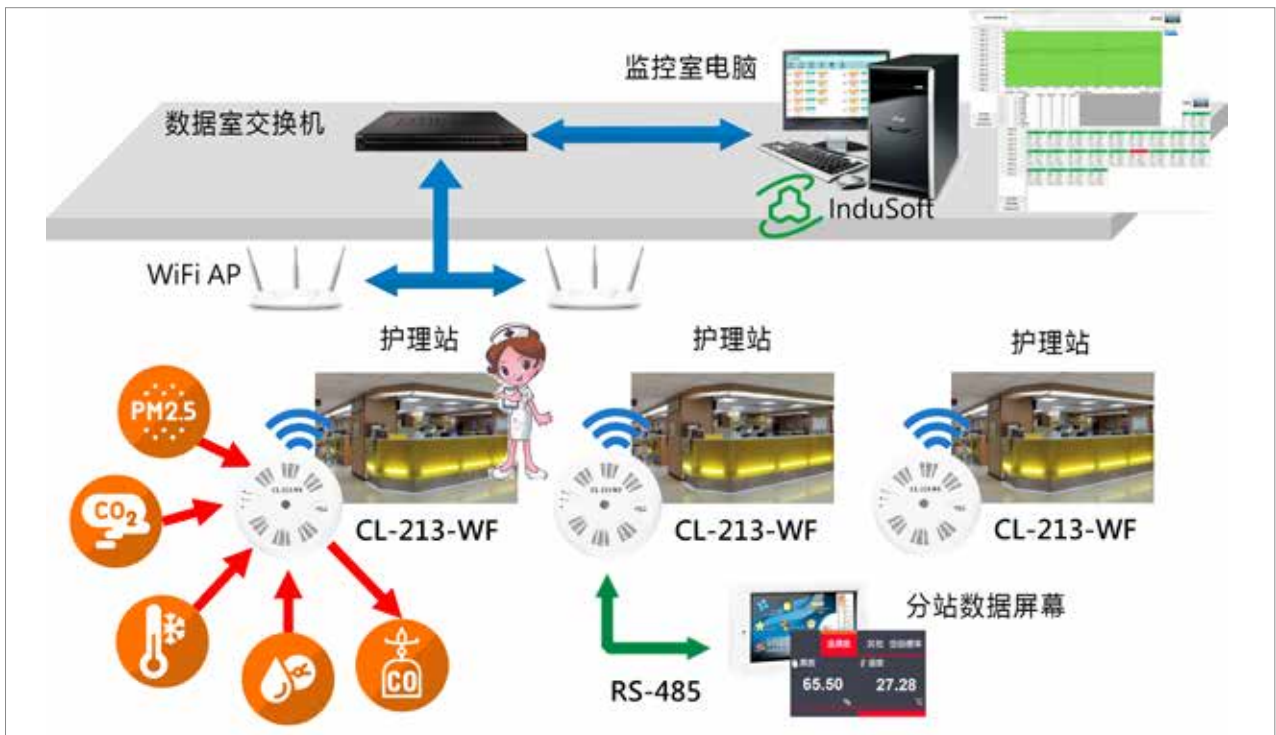 监控室电脑
数据室交换机
InduSoft
WiFi AP
护理站
护理站
护理站
PM2.5
CO2
CO
CL-213-WF
CL-213-WF
CL-213-WF
分站数据屏幕
RS-485
65.50
27.28